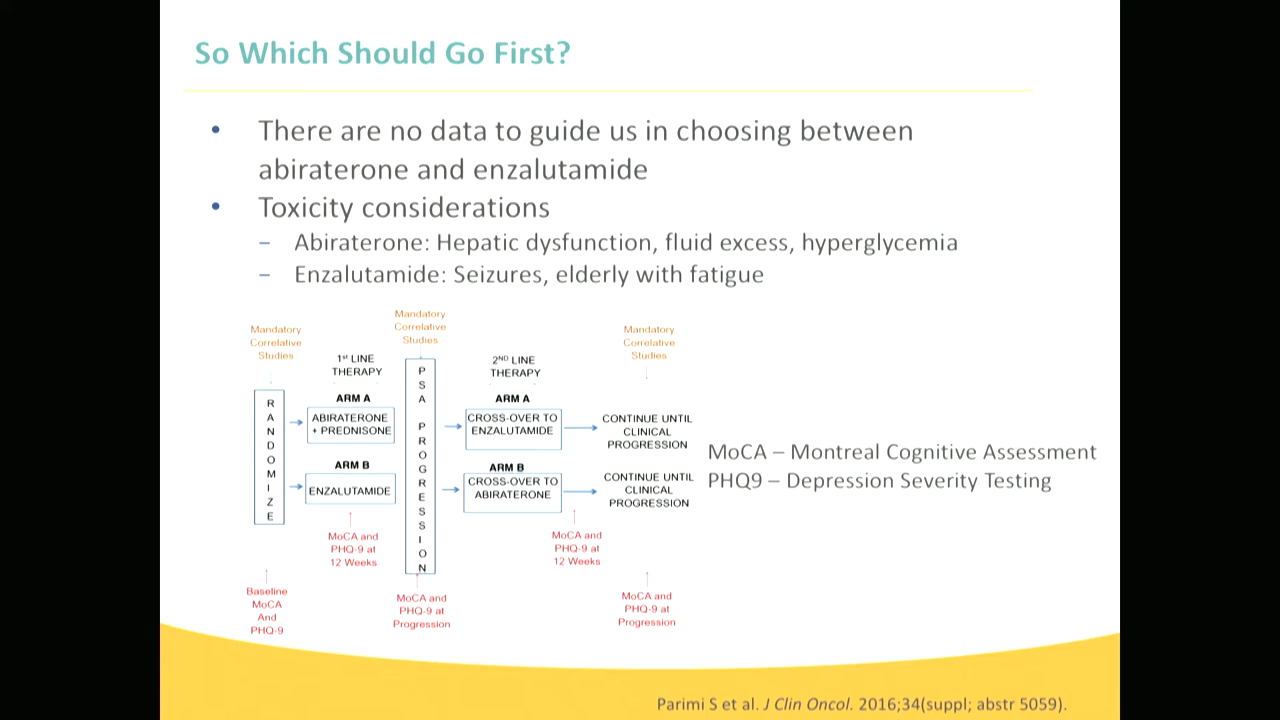 So Which Should Go First?
• There are no data to guide us in choosing between
abiraterone and enzalutamide
• Toxicity considerations
– Abiraterone: Hepatic dysfunction, fluid excess, hyperglycemia
– Enzalutamide: Seizures, elderly with fatigue
Mandatory
Correlative
Studies
Mandatory
Correlative
Studies
Mandatory
Correlative
Studies
1st LINE
THERAPY
2ND LINE
THERAPY
RANDOMIZE
ARM A
ABIRATERONE
+ PREDNISONE
ARM B
ENZALUTAMIDE
PSA PROGRESSION
ARM A
CROSS-OVER TO
ENZALUTAMIDE
ARM B
CROSS-OVER TO
ABIRATERONE
CONTINUE UNTIL
CLINICAL
PROGRESSION
CONTINUE UNTIL
CLINICAL
PROGRESSION
MoCA – Montreal Cognitive Assessment
PHQ9 – Depression Severity Testing
Baseline
MoCA
And
PHQ-9
MoCA and
PHQ-9 at
12 Weeks
MoCA and
PHQ-9 at
Progression
MoCA and
PHQ-9 at
12 Weeks
MoCA and
PHQ-9 at
Progression
Parimi S et al. J Clin Oncol. 2016;34(suppl; abstr 5059).